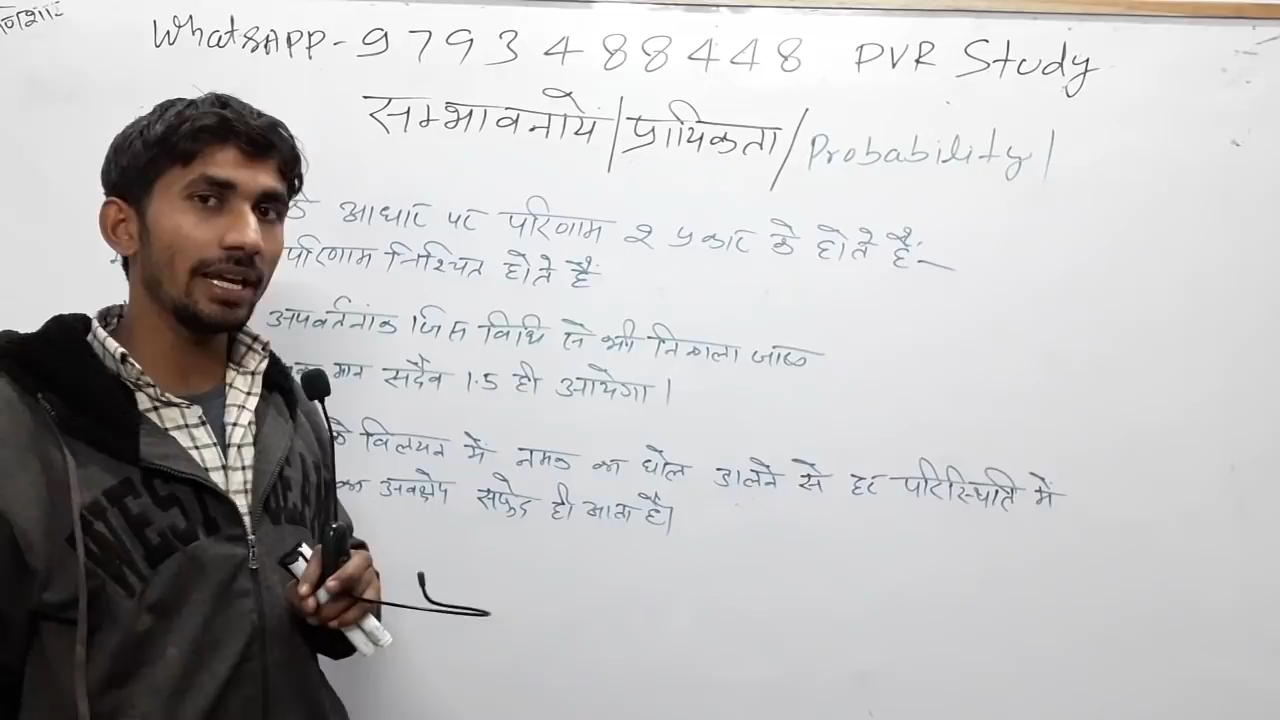 WhatsAPP-9793488448 PVR Study
सम्भावनाये/प्रायिकता/Probability/
के आधार पर परिणाम 2 प्रकार के होते हैं:—
परिणाम निश्चित होते हैं
अपवर्तनांक जिस विधि से भी निकाला जाए
मान सदैव 1.5 ही आयेगा।
के विलयन में नमक का घोल डालने से हर परिस्थिति में
का अवक्षेप सफेद ही आता है।
WEST